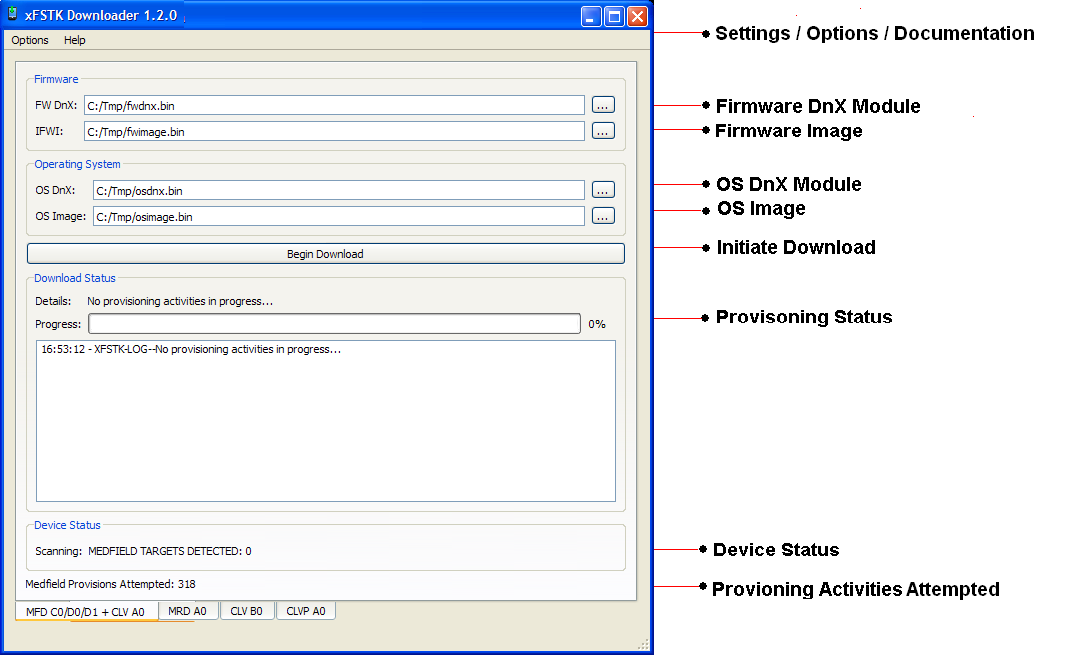 xFSTK Downloader 1.2.0
Options Help
Settings / Options / Documentation
Firmware
FW DnX: C:/Tmp/fwdnx.bin ...
Firmware DnX Module
IFWI: C:/Tmp/fwimage.bin ...
Firmware Image
Operating System
OS DnX: C:/Tmp/osdnx.bin ...
OS DnX Module
OS Image: C:/Tmp/osimage.bin ...
OS Image
Begin Download
Initiate Download
Download Status
Details: No provisioning activities in progress...
Progress: 0%
Provisoning Status
16:53:12 - XFSTK-LOG--No provisioning activities in progress...
Device Status
Scanning: MEDFIELD TARGETS DETECTED: 0
Device Status
Medfield Provisions Attempted: 318
Provioning Activities Attempted
MFD C0/D0/D1 + CLV A0 MRD A0 CLV B0 CLVP A0